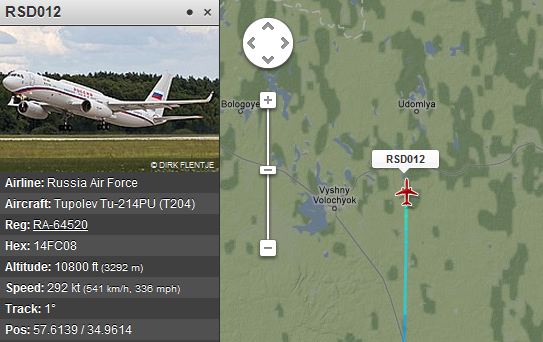 RSD012
РОССИЯ
© DIRK FLENTJE
Airline: Russia Air Force
Aircraft: Tupolev Tu-214PU (T204)
Reg: RA-64520
Hex: 14FC08
Altitude: 10800 ft (3292 m)
Speed: 292 kt (541 km/h, 336 mph)
Track: 1°
Pos: 57.6139 / 34.9614
Bologoye
Udomlya
RSD012
Vyshny
Volochyok